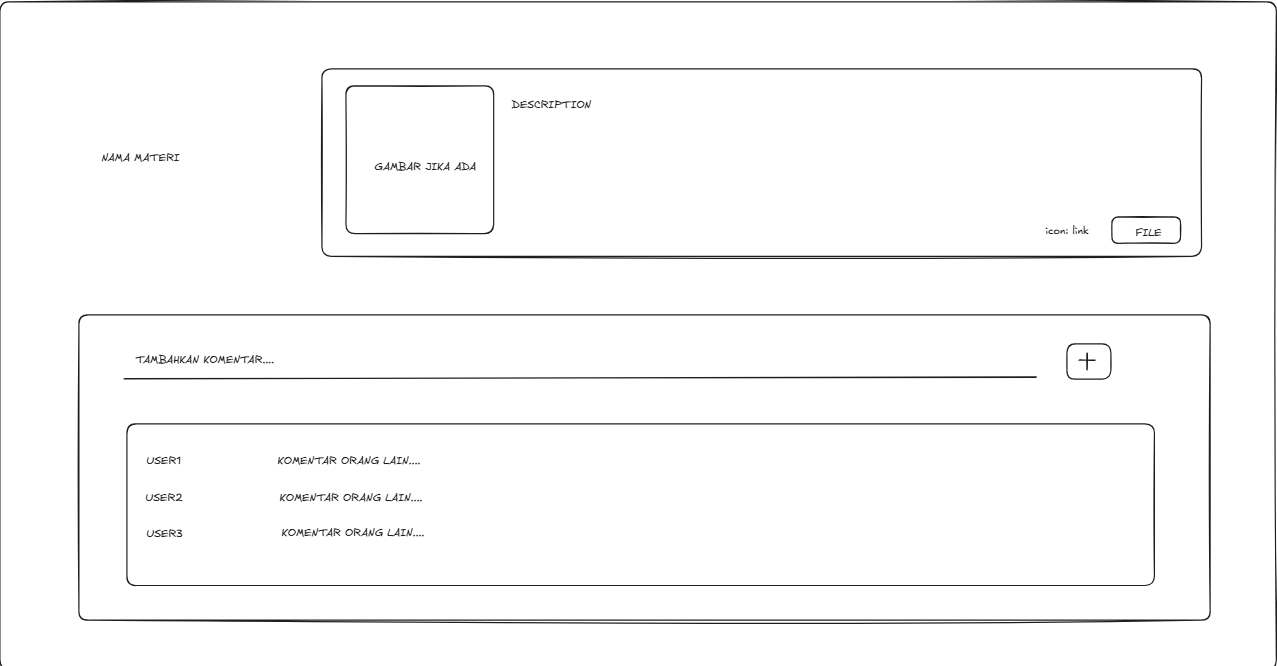 DESCRIPTION
NAMA MATERI
GAMBAR JIKA ADA
icon: link
FILE
TAMBAHKAN KOMENTAR....
USER1 KOMENTAR ORANG LAIN....
USER2 KOMENTAR ORANG LAIN....
USER3 KOMENTAR ORANG LAIN....